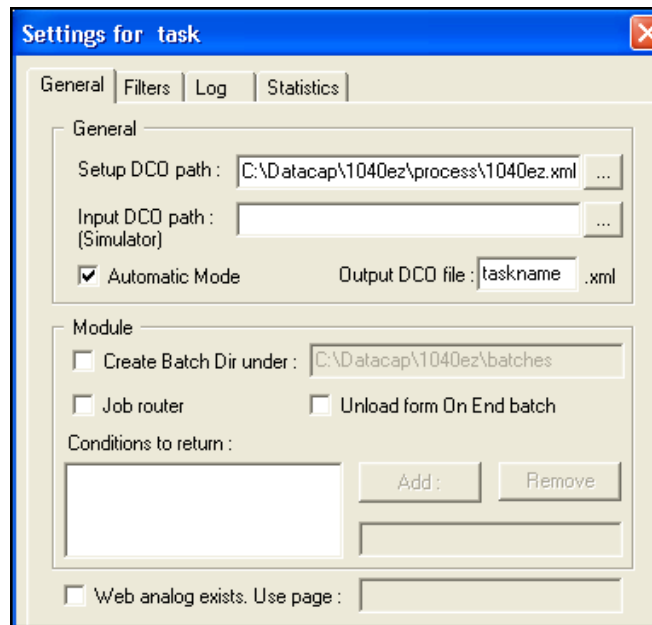 Settings for task
General Filters Log Statistics
General
Setup DCO path : C:\Datacap\1040ez\process\1040ez.xml ...
Input DCO path : ...
(Simulator)
Automatic Mode Output DCO file : taskname .xml
Module
Create Batch Dir under : C:\Datacap\1040ez\batches
Job router Unload form On End batch
Conditions to return :
Add : Remove
Web analog exists. Use page :